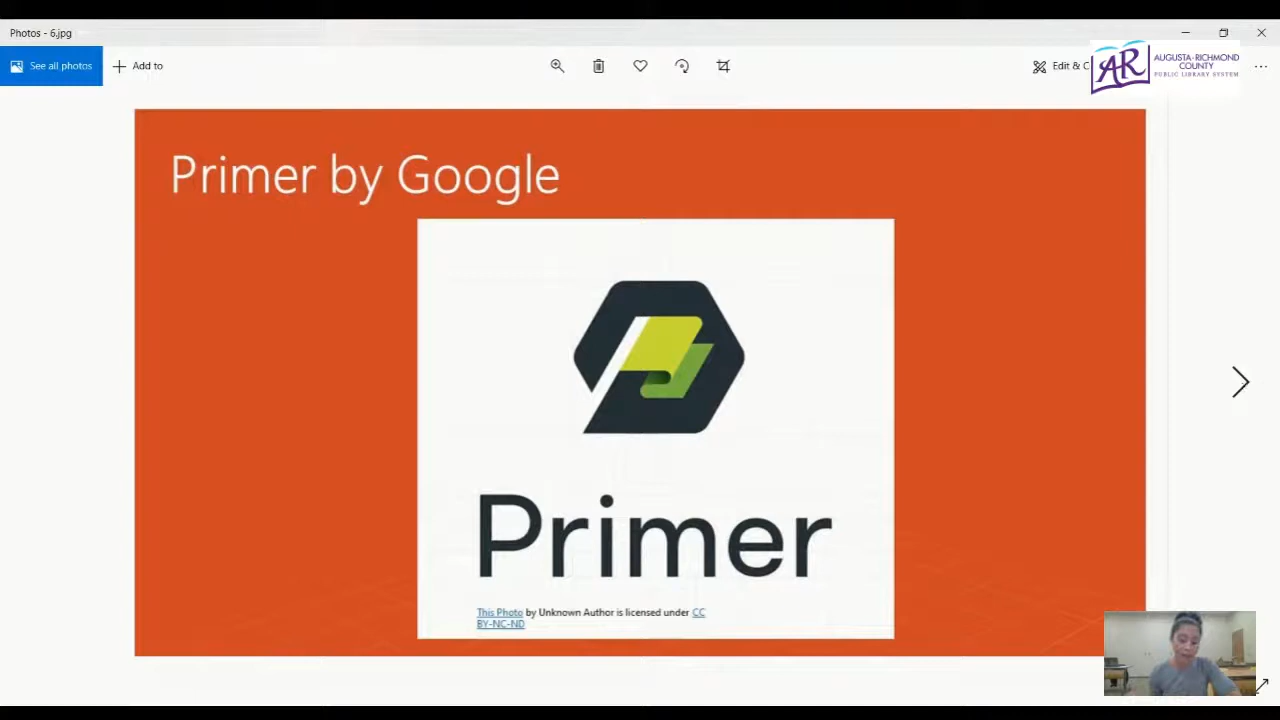 Photos - 6.jpg
See all photos
Add to
Edit & C
AR
AUGUSTA-RICHMOND
COUNTY
PUBLIC LIBRARY SYSTEM
Primer by Google
Primer
This Photo by Unknown Author is licensed under CC
BY-NC-ND